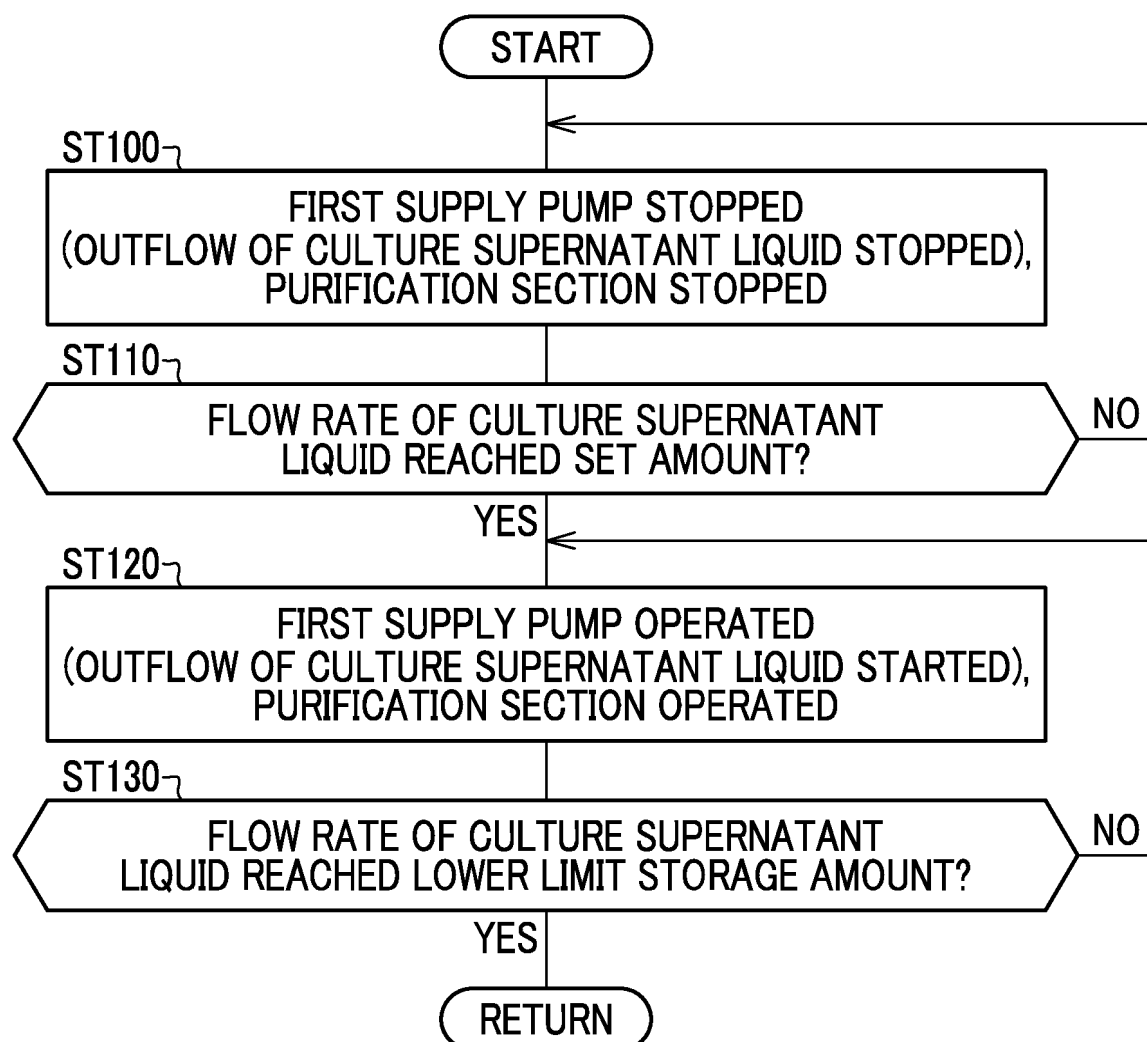 START
ST100
FIRST SUPPLY PUMP STOPPED
(OUTFLOW OF CULTURE SUPERNATANT LIQUID STOPPED),
PURIFICATION SECTION STOPPED
ST110
FLOW RATE OF CULTURE SUPERNATANT
LIQUID REACHED SET AMOUNT?
NO
YES
ST120
FIRST SUPPLY PUMP OPERATED
(OUTFLOW OF CULTURE SUPERNATANT LIQUID STARTED),
PURIFICATION SECTION OPERATED
ST130
FLOW RATE OF CULTURE SUPERNATANT
LIQUID REACHED LOWER LIMIT STORAGE AMOUNT?
NO
YES
RETURN